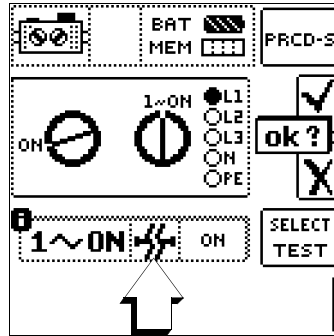 BAT
MEM
PRCD-S
1~ON
ON
L1
L2
L3
N
PE
ok?
1~ON
ON
SELECT
TEST